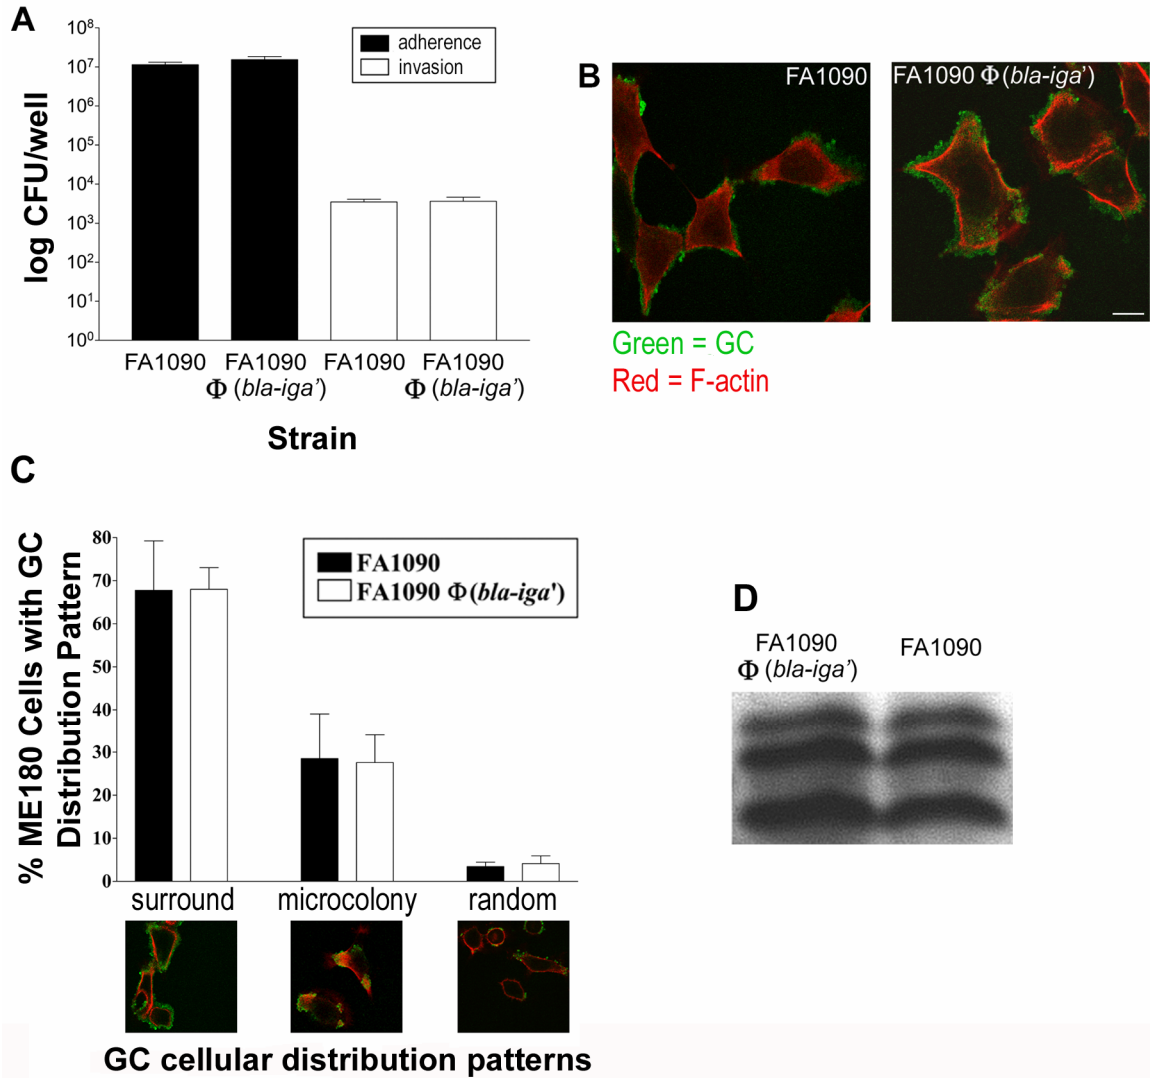 A
10⁸
10⁷
10⁶
10⁵
10⁴
10³
10²
10¹
10⁰
log CFU/well
adherence
invasion
FA1090 FA1090 FA1090 FA1090
Φ (bla-iga’) Φ (bla-iga’)
Strain
B
FA1090
FA1090 Φ (bla-iga’)
Green = GC
Red = F-actin
C
80
70
60
50
40
30
20
10
0
% ME180 Cells with GC
Distribution Pattern
FA1090
FA1090 Φ (bla-iga')
surround microcolony random
GC cellular distribution patterns
D
FA1090 FA1090
Φ (bla-iga’)